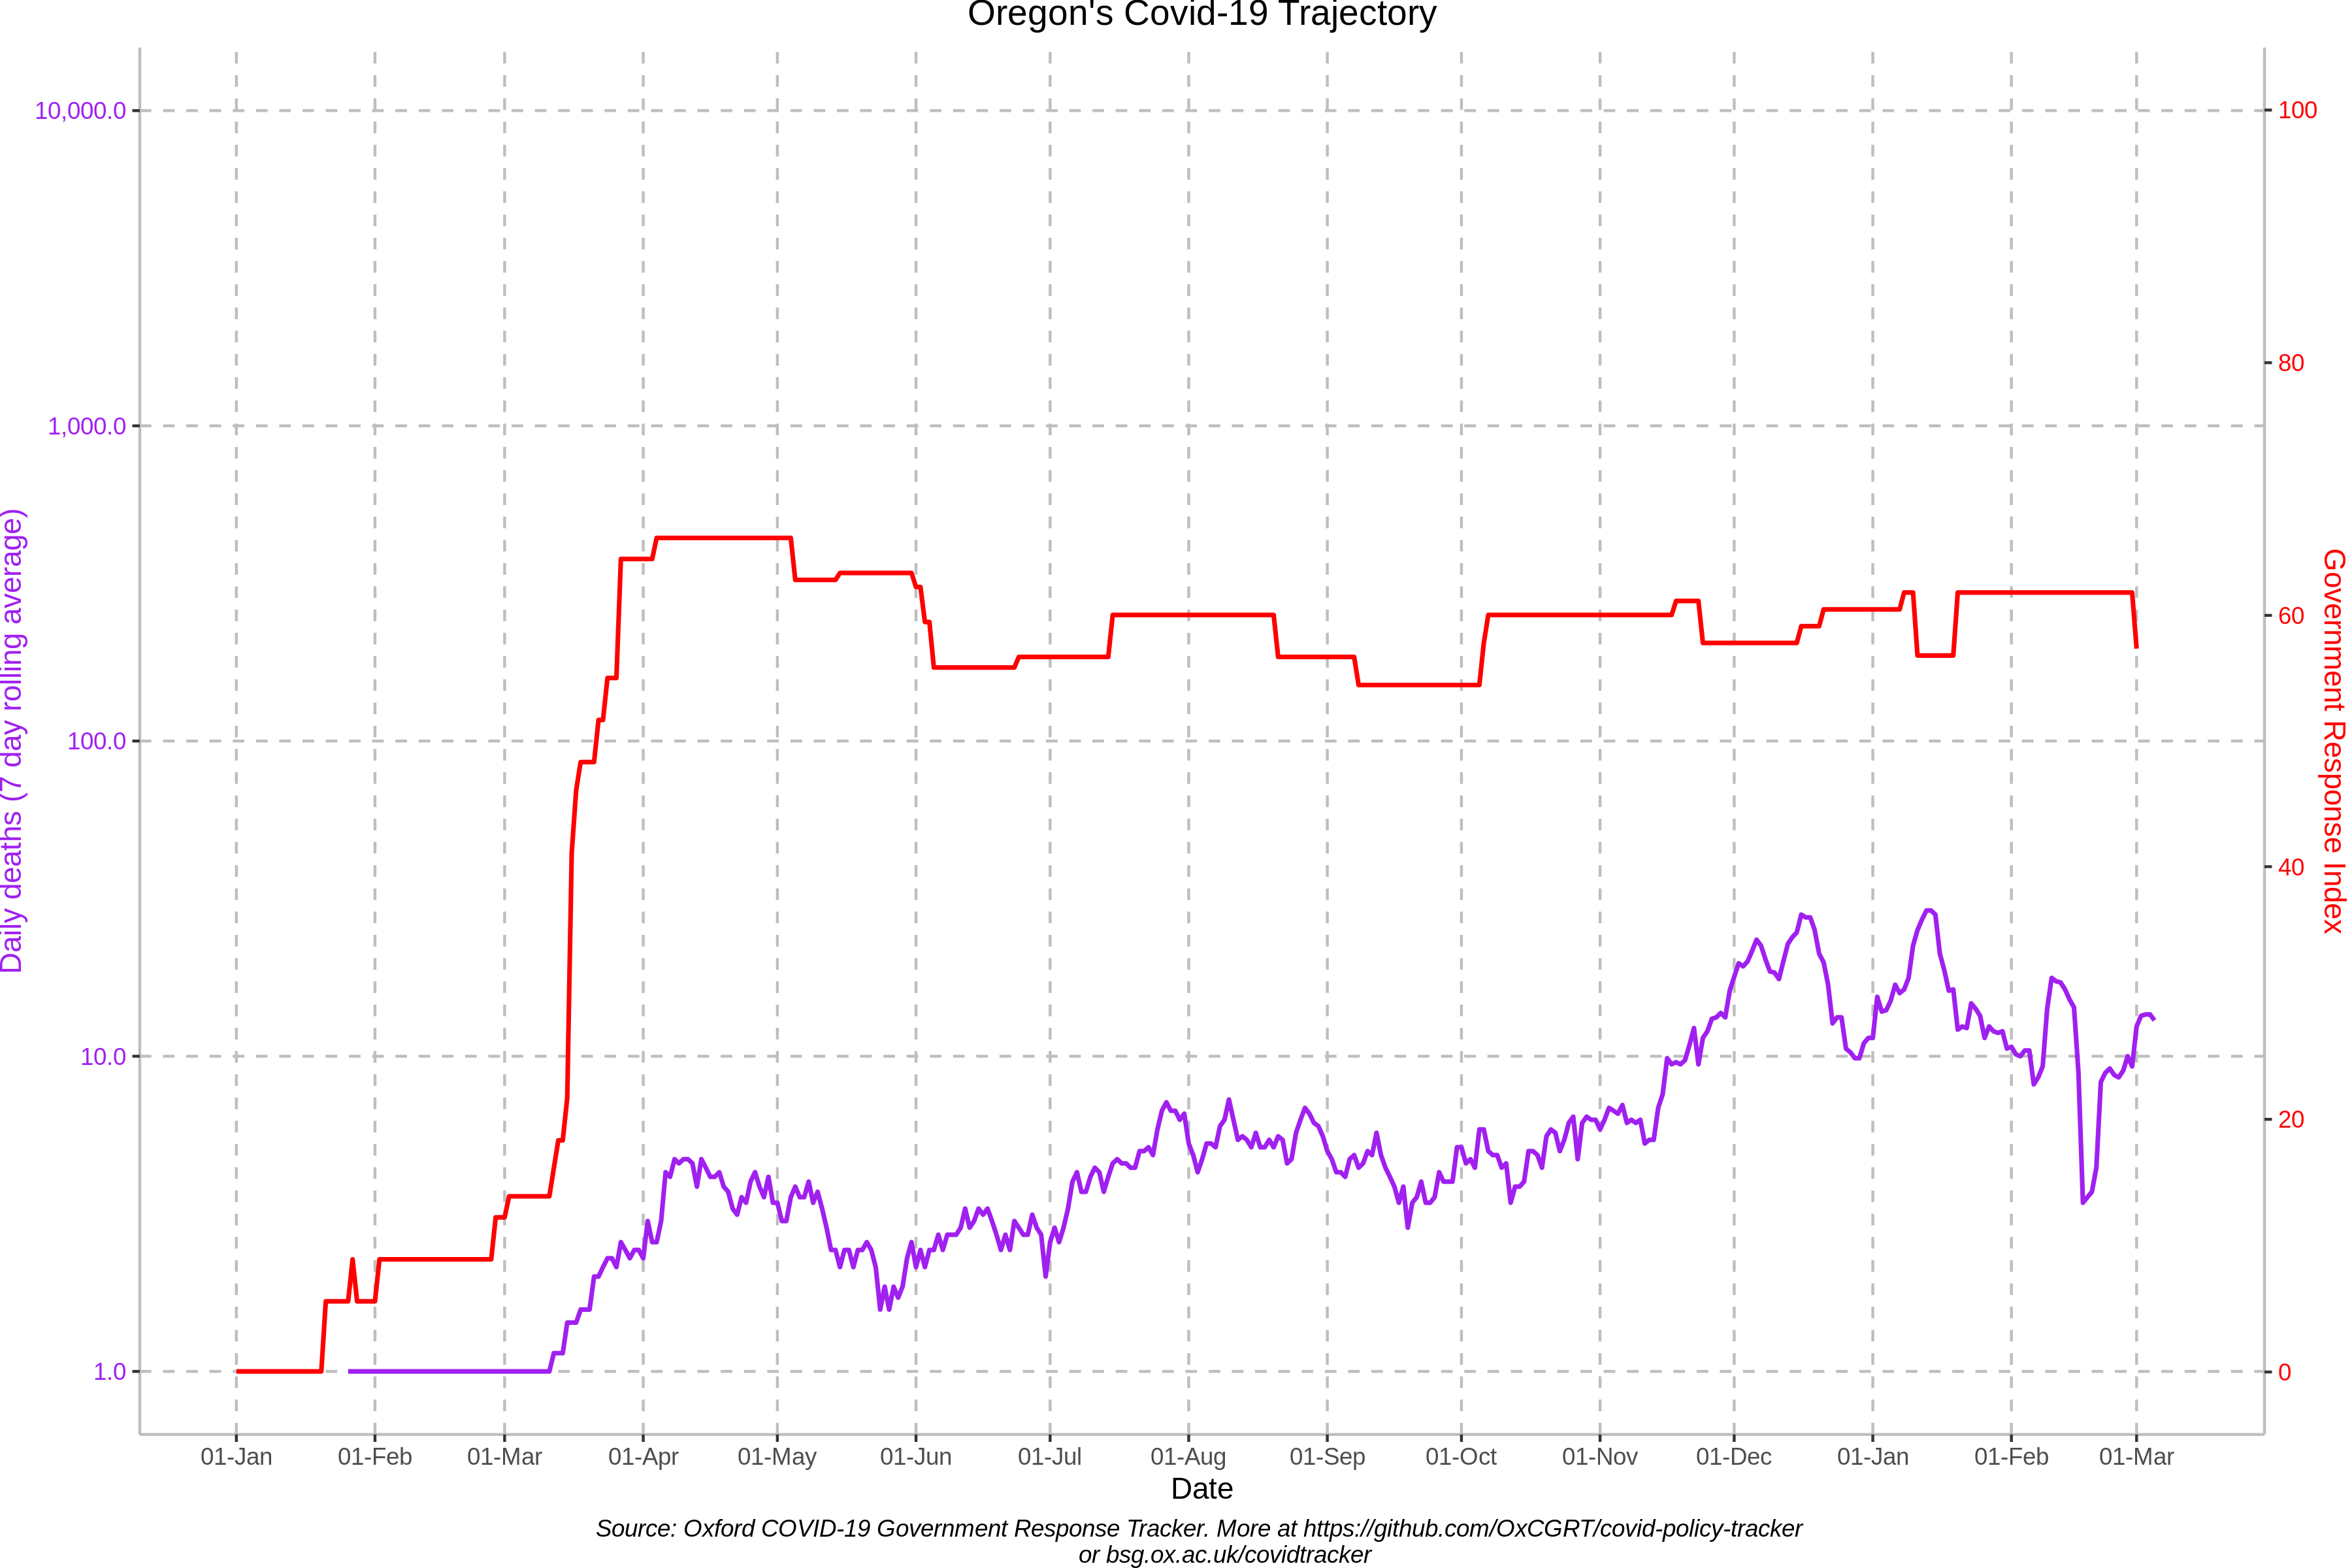 Oregon's Covid-19 Trajectory
Daily deaths (7 day rolling average)
10,000.0
1,000.0
100.0
10.0
1.0
100
80
60
40
20
0
Government Response Index
01-Jan 01-Feb 01-Mar 01-Apr 01-May 01-Jun 01-Jul 01-Aug 01-Sep 01-Oct 01-Nov 01-Dec 01-Jan 01-Feb 01-Mar
Date
Source: Oxford COVID-19 Government Response Tracker. More at https://github.com/OxCGRT/covid-policy-tracker
or bsg.ox.ac.uk/covidtracker